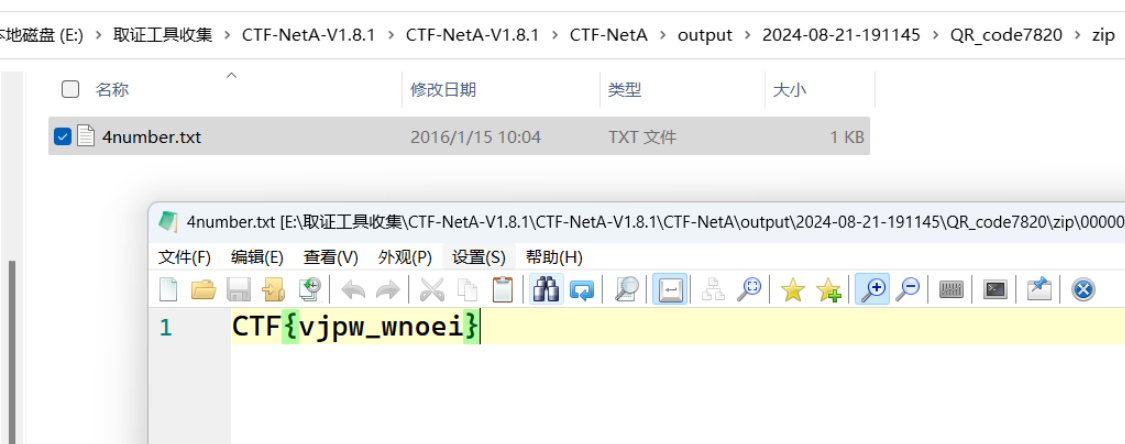 本地磁盘 (E:) > 取证工具收集 > CTF-NetA-V1.8.1 > CTF-NetA-V1.8.1 > CTF-NetA > output > 2024-08-21-191145 > QR_code7820 > zip
名称 修改日期 类型 大小
4number.txt 2016/1/15 10:04 TXT 文件 1 KB
4number.txt [E:\取证工具收集\CTF-NetA-V1.8.1\CTF-NetA-V1.8.1\CTF-NetA\output\2024-08-21-191145\QR_code7820\zip\00000
文件(F) 编辑(E) 查看(V) 外观(P) 设置(S) 帮助(H)
1 CTF{vjpw_wnoei}